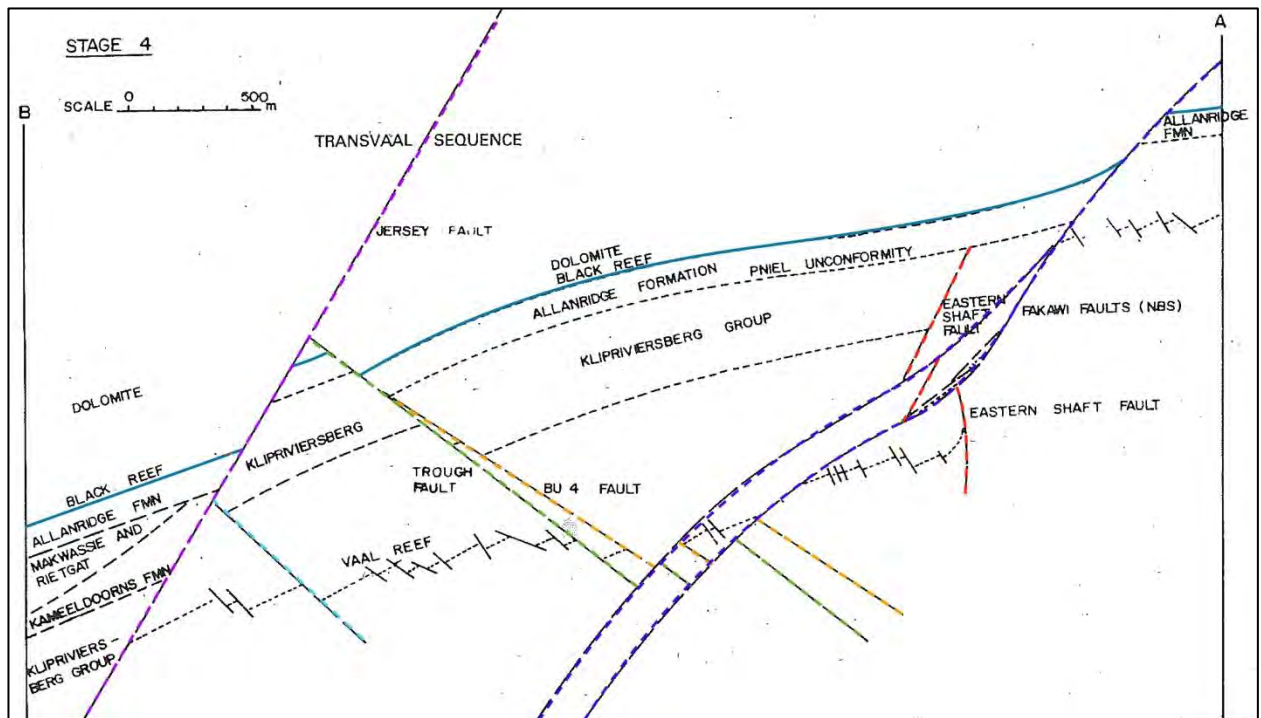 STAGE 4
A
B
SCALE 0 500 m
TRANSVAAL SEQUENCE
ALLANRIDGE
FMN
JERSEY FAULT
DOLOMITE
BLACK REEF
ALLANRIDGE FORMATION PNIEL UNCONFORMITY
KLIPRIVIERSBERG GROUP
EASTERN
SHAFT
FAULT
FAKAWI FAULTS (NBS)
DOLOMITE
EASTERN SHAFT FAULT
KLIPRIVIERSBERG
TROUGH
FAULT
BU 4 FAULT
BLACK REEF
ALLANRIDGE FMN
MAKWASSIE AND
RIETGAT
VAAL REEF
KAMEELDOORNS FMN
KLIPRIVIERS-
BERG GROUP
B
A